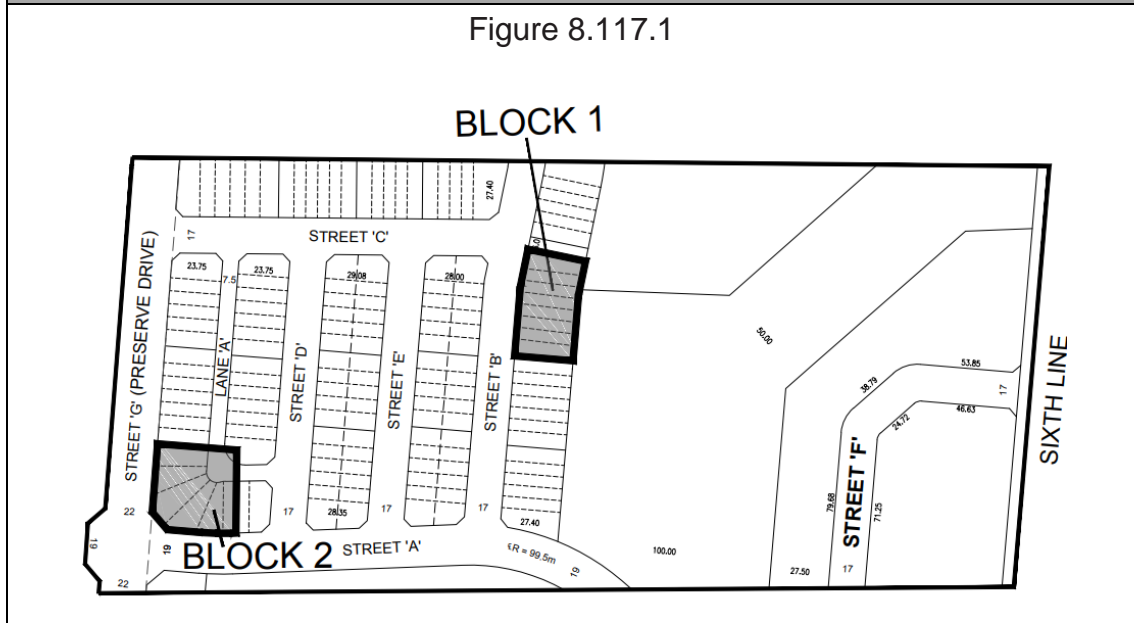 Figure 8.117.1
BLOCK 1
27.40
STREET 'C'
17
STREET 'G' (PRESERVE DRIVE)
23.75
7.5
23.75
29.08
28.00
LANE 'A'
STREET 'D'
STREET 'E'
STREET 'B'
50.00
53.85
38.79
17
46.63
24.72
SIXTH LINE
79.68
STREET 'F'
71.25
22
17
28.35
17
17
27.40
19
19
BLOCK 2
STREET 'A'
R = 99.5m
19
100.00
27.50
17
22